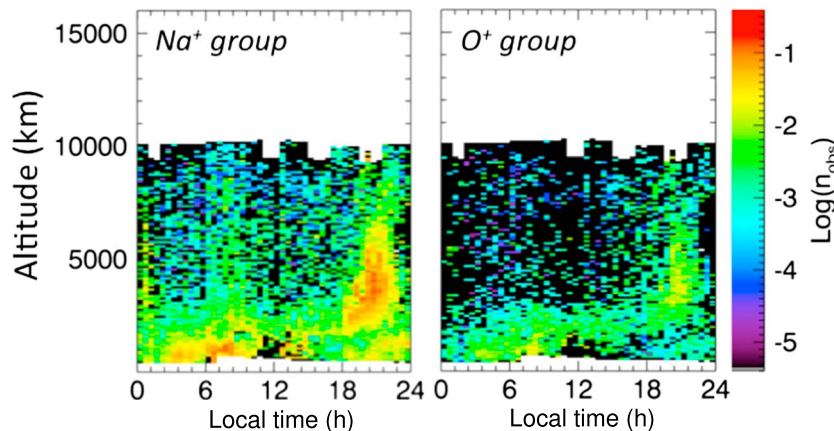 Na⁺ group
O⁺ group
15000
10000
5000
Altitude (km)
0 6 12 18 24
0 6 12 18 24
Local time (h)
Local time (h)
-1
-2
-3
-4
-5
Log(n_obs)